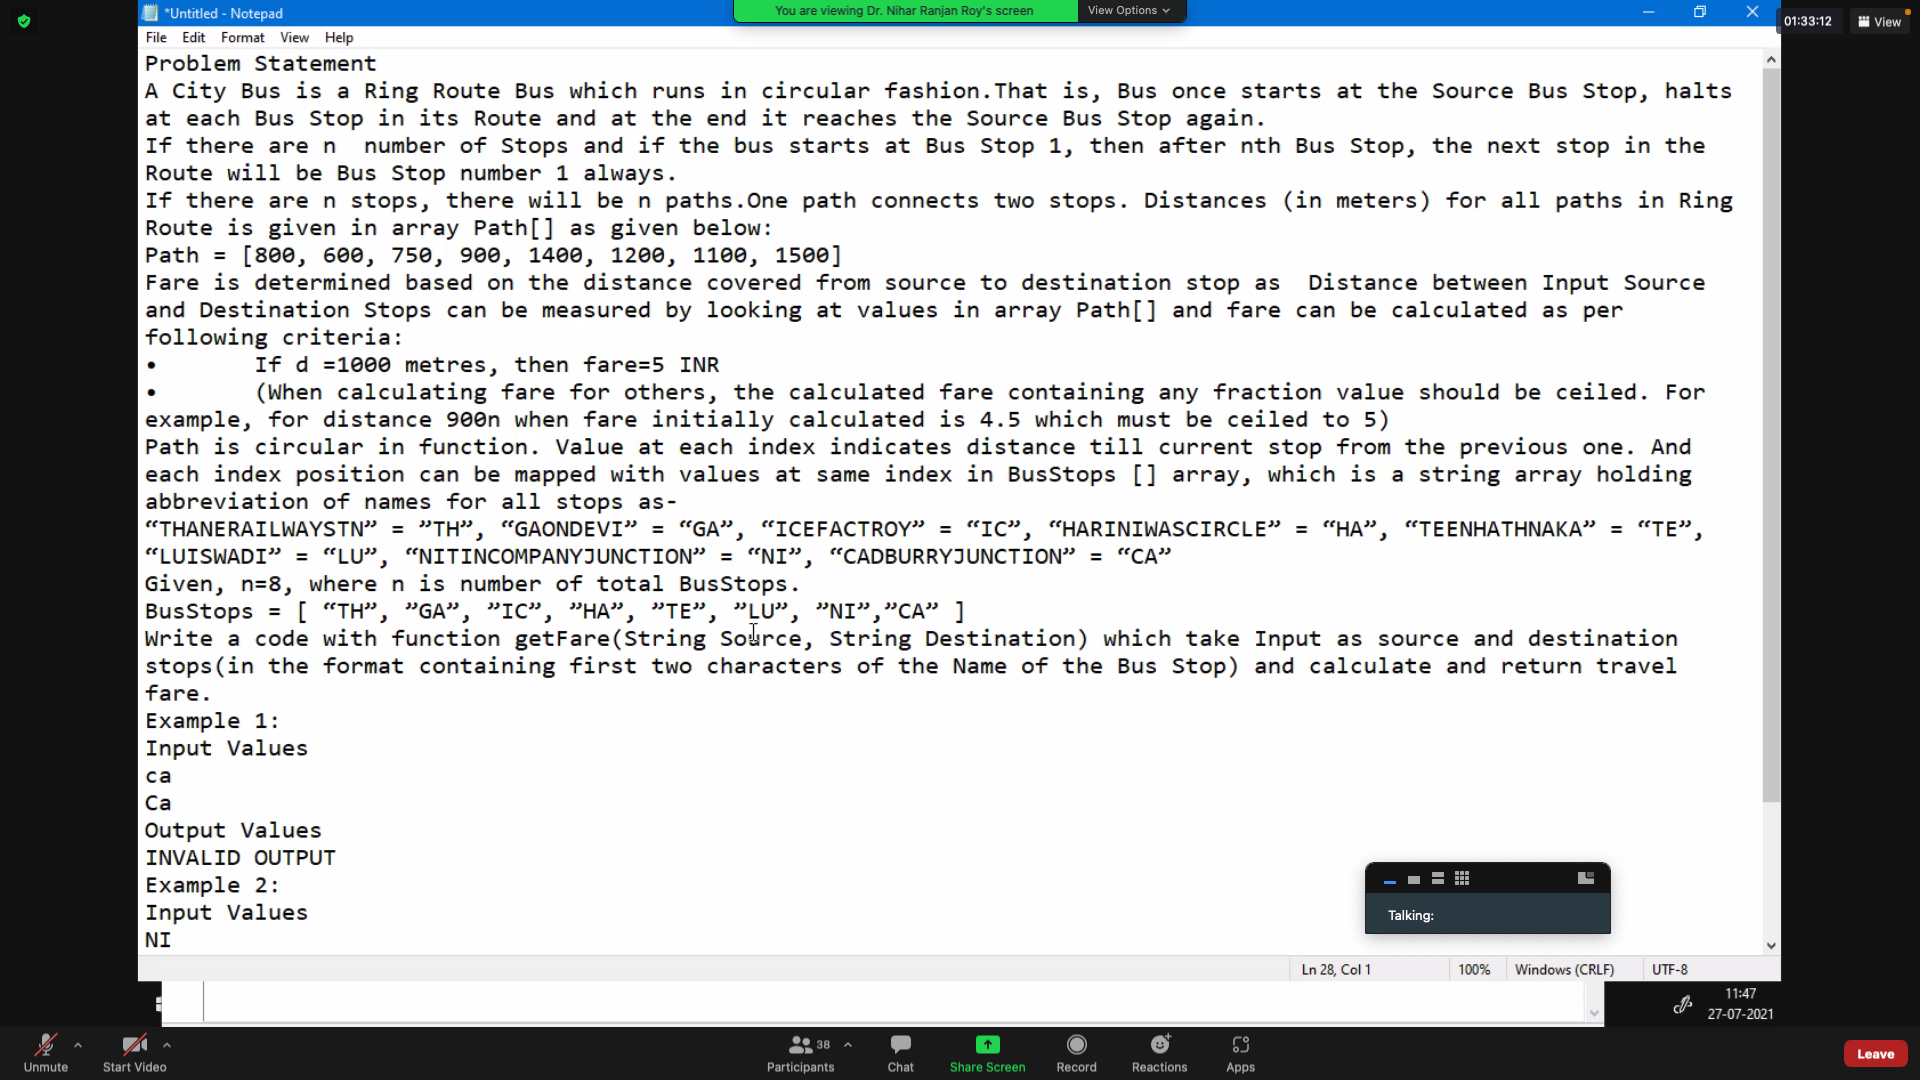 *Untitled - Notepad
You are viewing Dr. Nihar Ranjan Roy's screen
View Options
01:33:12
View
File Edit Format View Help
Problem Statement
A City Bus is a Ring Route Bus which runs in circular fashion.That is, Bus once starts at the Source Bus Stop, halts
at each Bus Stop in its Route and at the end it reaches the Source Bus Stop again.
If there are n  number of Stops and if the bus starts at Bus Stop 1, then after nth Bus Stop, the next stop in the
Route will be Bus Stop number 1 always.
If there are n stops, there will be n paths.One path connects two stops. Distances (in meters) for all paths in Ring
Route is given in array Path[] as given below:
Path = [800, 600, 750, 900, 1400, 1200, 1100, 1500]
Fare is determined based on the distance covered from source to destination stop as  Distance between Input Source
and Destination Stops can be measured by looking at values in array Path[] and fare can be calculated as per
following criteria:
•	If d =1000 metres, then fare=5 INR
•	(When calculating fare for others, the calculated fare containing any fraction value should be ceiled. For
example, for distance 900n when fare initially calculated is 4.5 which must be ceiled to 5)
Path is circular in function. Value at each index indicates distance till current stop from the previous one. And
each index position can be mapped with values at same index in BusStops [] array, which is a string array holding
abbreviation of names for all stops as-
“THANERAILWAYSTN” = ”TH”, “GAONDEVI” = “GA”, “ICEFACTROY” = “IC”, “HARINIWASCIRCLE” = “HA”, “TEENHATHNAKA” = “TE”,
“LUISWADI” = “LU”, “NITINCOMPANYJUNCTION” = “NI”, “CADBURRYJUNCTION” = “CA”
Given, n=8, where n is number of total BusStops.
BusStops = [ “TH”, ”GA”, ”IC”, ”HA”, ”TE”, ”LU”, ”NI”,”CA” ]
Write a code with function getFare(String Source, String Destination) which take Input as source and destination
stops(in the format containing first two characters of the Name of the Bus Stop) and calculate and return travel
fare.
Example 1:
Input Values
ca
Ca
Output Values
INVALID OUTPUT
Example 2:
Input Values
NI
Talking:
Ln 28, Col 1
100%
Windows (CRLF)
UTF-8
11:47
27-07-2021
Unmute
Start Video
Participants
38
Chat
Share Screen
Record
Reactions
Apps
Leave